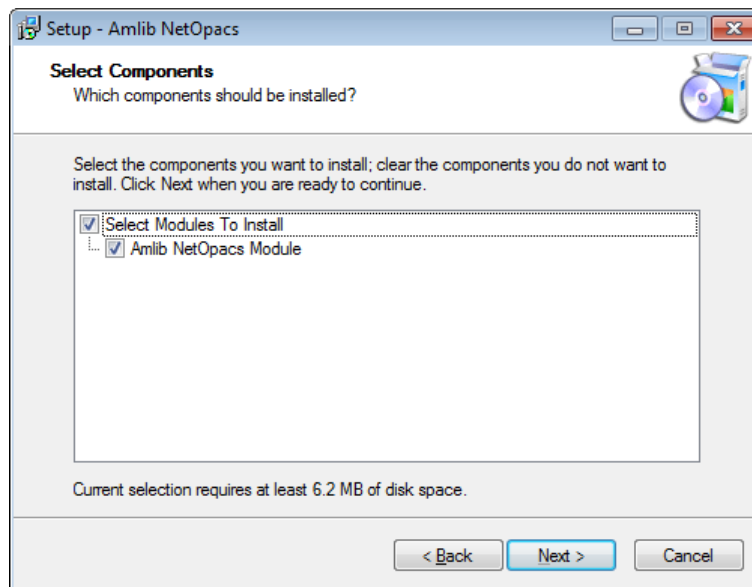 Setup - Amlib NetOpacs
Select Components
Which components should be installed?
Select the components you want to install; clear the components you do not want to
install. Click Next when you are ready to continue.
Select Modules To Install
Amlib NetOpacs Module
Current selection requires at least 6.2 MB of disk space.
< Back
Next >
Cancel